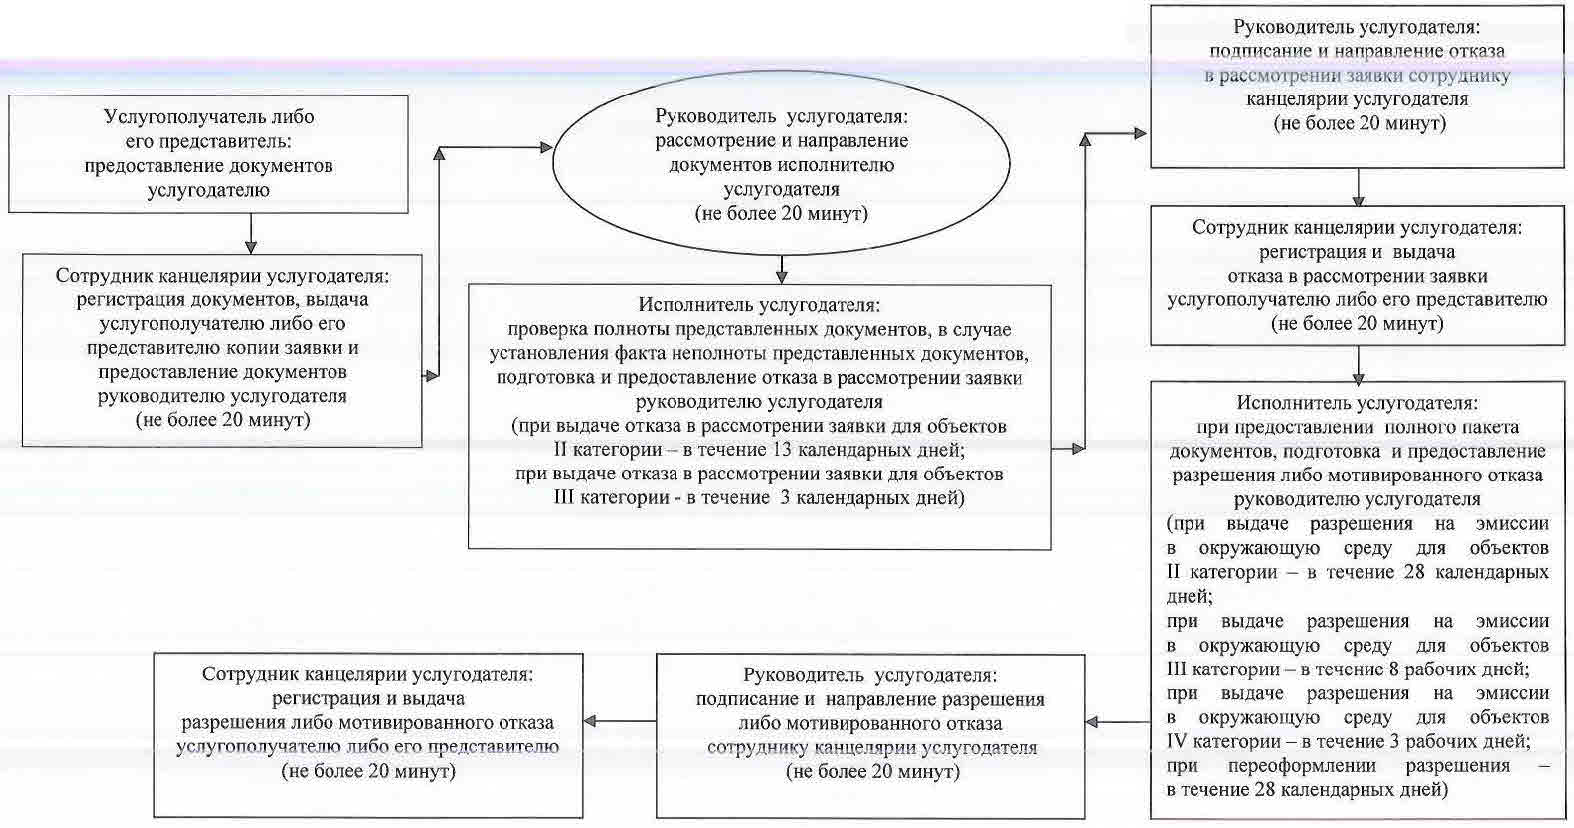 Услугополучатель либо
его представитель:
предоставление документов
услугодателю
Сотрудник канцелярии услугодателя:
регистрация документов, выдача
услугополучателю либо его
представителю копии заявки и
предоставление документов
руководителю услугодателя
(не более 20 минут)
Руководитель услугодателя:
рассмотрение и направление
документов исполнителю
услугодателя
(не более 20 минут)
Исполнитель услугодателя:
проверка полноты представленных документов, в случае
установления факта неполноты представленных документов,
подготовка и предоставление отказа в рассмотрении заявки
руководителю услугодателя
(при выдаче отказа в рассмотрении заявки для объектов
II категории – в течение 13 календарных дней;
при выдаче отказа в рассмотрении заявки для объектов
III категории - в течение 3 календарных дней)
Руководитель услугодателя:
подписание и направление отказа
в рассмотрении заявки сотруднику
канцелярии услугодателя
(не более 20 минут)
Сотрудник канцелярии услугодателя:
регистрация и выдача
отказа в рассмотрении заявки
услугополучателю либо его представителю
(не более 20 минут)
Исполнитель услугодателя:
при предоставлении полного пакета
документов, подготовка и предоставление
разрешения либо мотивированного отказа
руководителю услугодателя
(при выдаче разрешения на эмиссии
в окружающую среду для объектов
II категории – в течение 28 календарных
дней;
при выдаче разрешения на эмиссии
в окружающую среду для объектов
III категории – в течение 8 рабочих дней;
при выдаче разрешения на эмиссии
в окружающую среду для объектов
IV категории – в течение 3 рабочих дней;
при переоформлении разрешения –
в течение 28 календарных дней)
Руководитель услугодателя:
подписание и направление разрешения
либо мотивированного отказа
сотруднику канцелярии услугодателя
(не более 20 минут)
Сотрудник канцелярии услугодателя:
регистрация и выдача
разрешения либо мотивированного отказа
услугополучателю либо его представителю
(не более 20 минут)